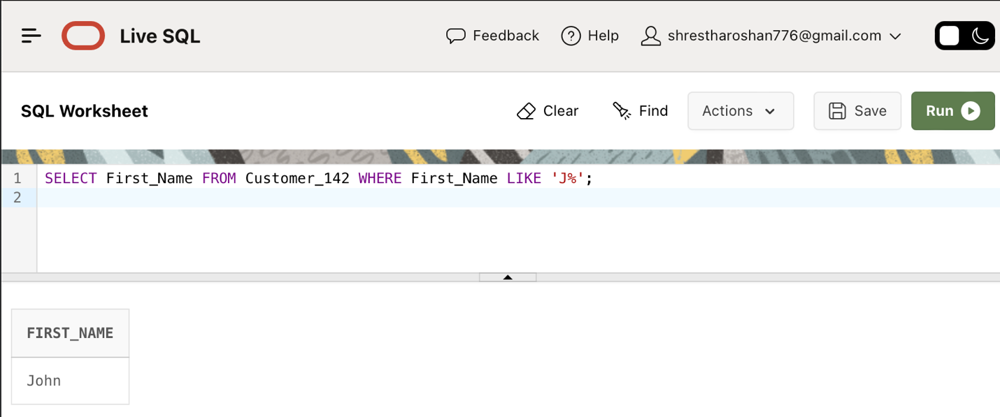 Live SQL Feedback Help shrestharoshan776@gmail.com
SQL Worksheet Clear Find Actions Save Run
1 SELECT First_Name FROM Customer_142 WHERE First_Name LIKE 'J%';
2
FIRST_NAME
John